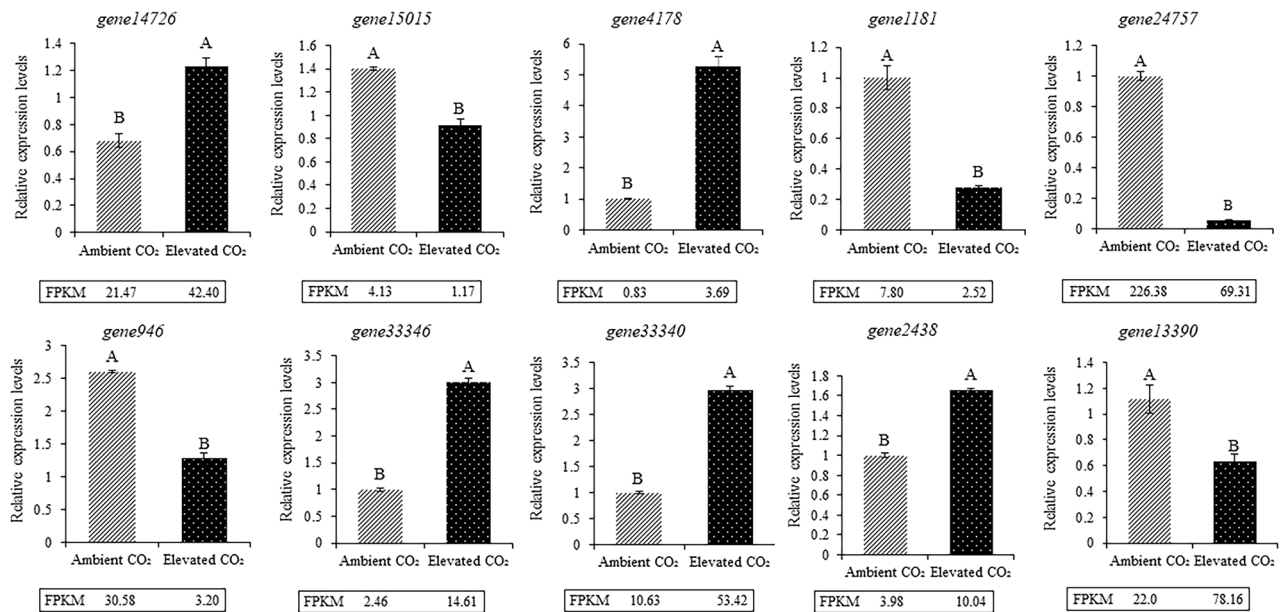 gene14726
Relative expression levels
1.4
1.2
1
0.8
0.6
0.4
0.2
0
B
A
Ambient CO₂ Elevated CO₂
FPKM 21.47 42.40
gene15015
Relative expression levels
1.6
1.4
1.2
1
0.8
0.6
0.4
0.2
0
A
B
Ambient CO₂ Elevated CO₂
FPKM 4.13 1.17
gene4178
Relative expression levels
6
5
4
3
2
1
0
B
A
Ambient CO₂ Elevated CO₂
FPKM 0.83 3.69
gene1181
Relative expression levels
1.2
1
0.8
0.6
0.4
0.2
0
A
B
Ambient CO₂ Elevated CO₂
FPKM 7.80 2.52
gene24757
Relative expression levels
1.2
1
0.8
0.6
0.4
0.2
0
A
B
Ambient CO₂ Elevated CO₂
FPKM 226.38 69.31
gene946
Relative expression levels
3
2.5
2
1.5
1
0.5
0
A
B
Ambient CO₂ Elevated CO₂
FPKM 30.58 3.20
gene33346
Relative expression levels
3.5
3
2.5
2
1.5
1
0.5
0
B
A
Ambient CO₂ Elevated CO₂
FPKM 2.46 14.61
gene33340
Relative expression levels
3.5
3
2.5
2
1.5
1
0.5
0
B
A
Ambient CO₂ Elevated CO₂
FPKM 10.63 53.42
gene2438
Relative expression levels
1.8
1.6
1.4
1.2
1
0.8
0.6
0.4
0.2
0
B
A
Ambient CO₂ Elevated CO₂
FPKM 3.98 10.04
gene13390
Relative expression levels
1.4
1.2
1
0.8
0.6
0.4
0.2
0
A
B
Ambient CO₂ Elevated CO₂
FPKM 22.0 78.16